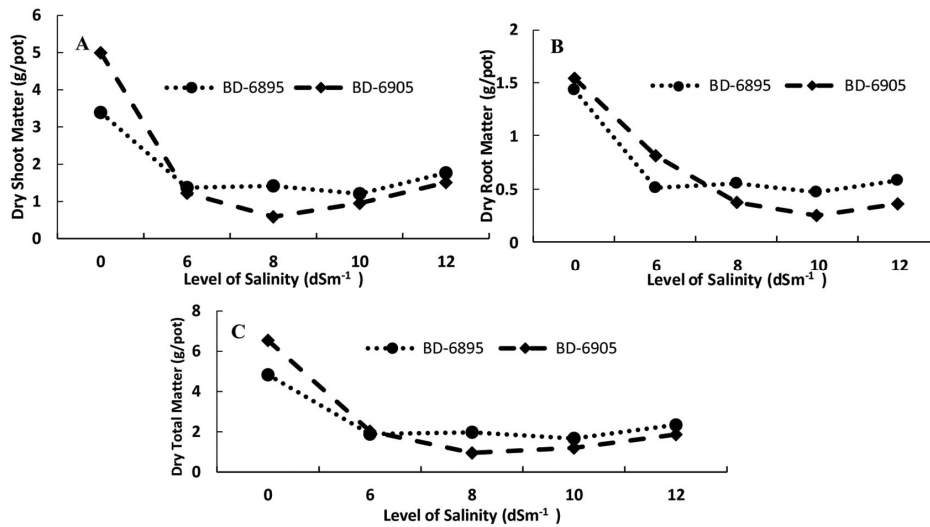 A
Dry Shoot Matter (g/pot)
6
5
4
3
2
1
0
BD-6895 BD-6905
0 6 8 10 12
Level of Salinity (dSm⁻¹ )
B
Dry Root Matter (g/pot)
2
1.5
1
0.5
0
BD-6895 BD-6905
0 6 8 10 12
Level of Salinity (dSm⁻¹ )
C
Dry Total Matter (g/pot)
8
6
4
2
0
BD-6895 BD-6905
0 6 8 10 12
Level of Salinity (dSm⁻¹ )